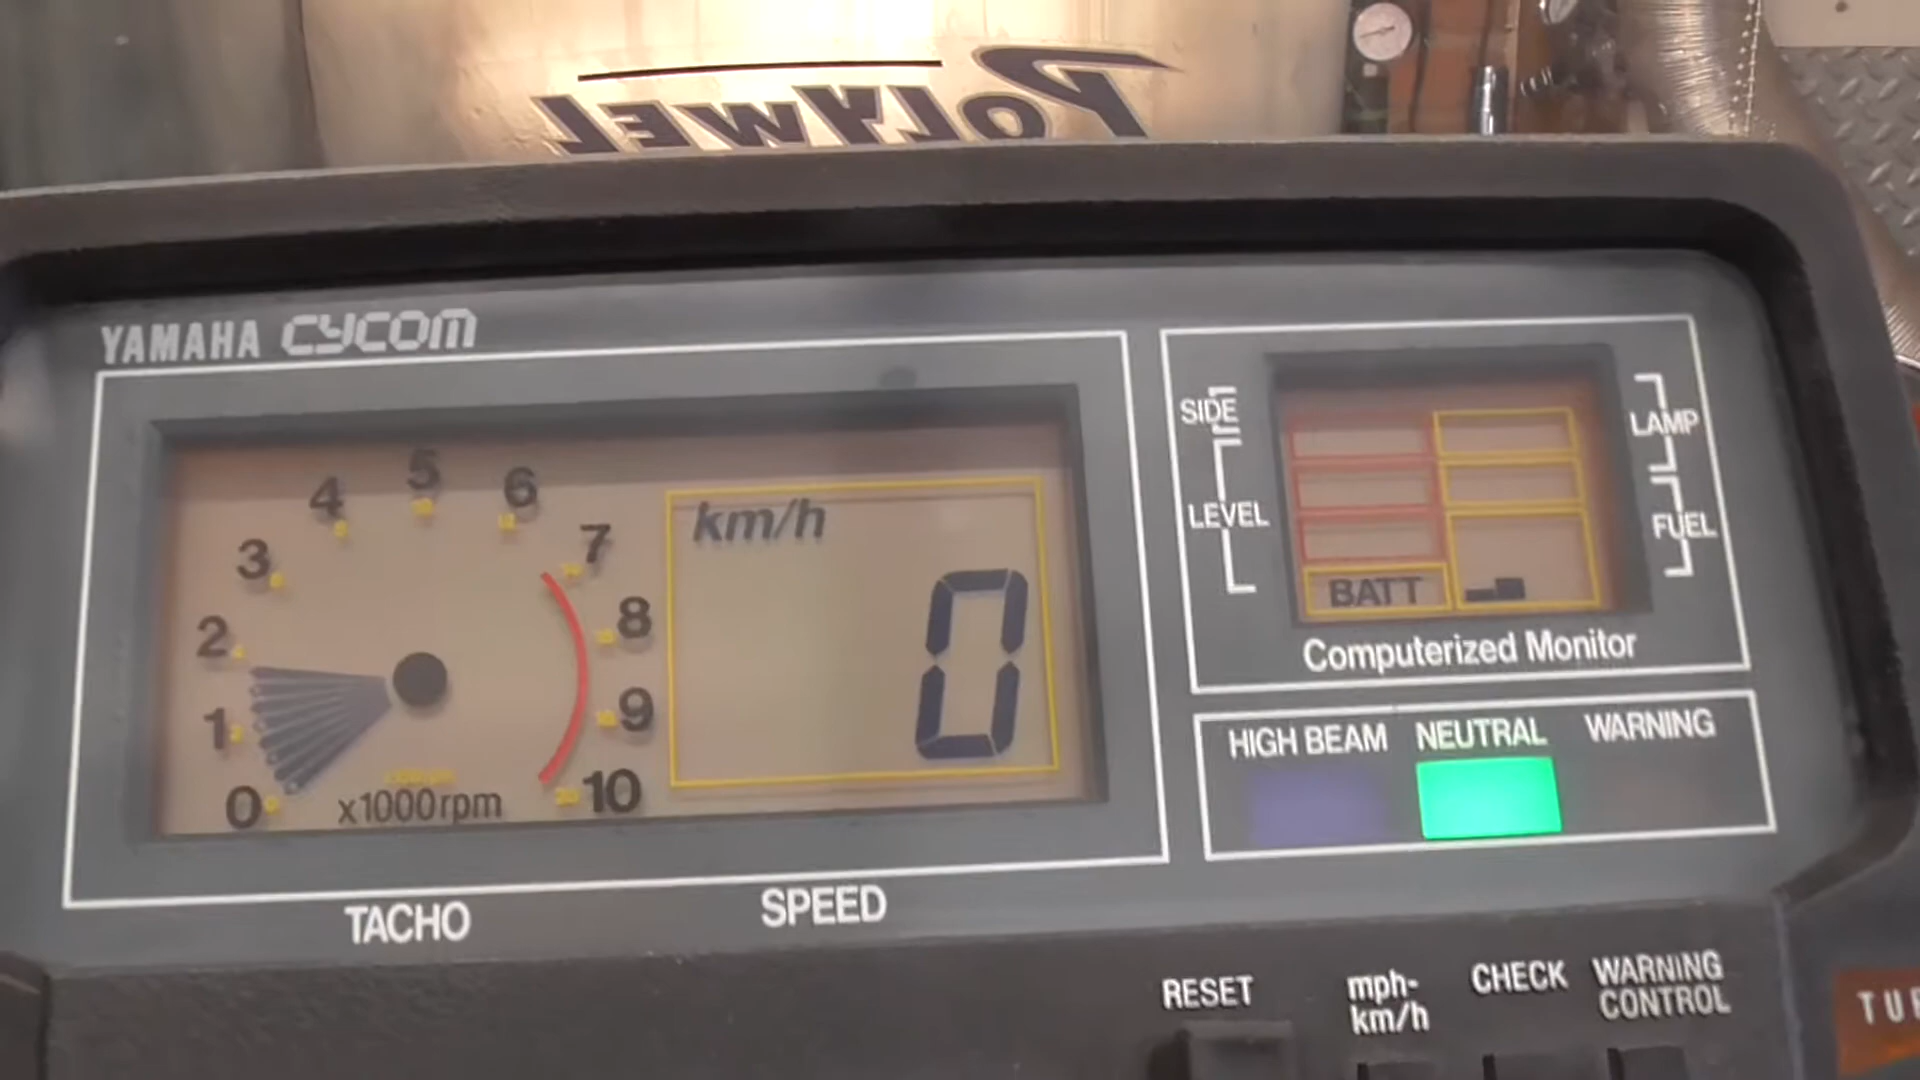 POLYWEL
YAMAHA CYCOM
0 1 2 3 4 5 6 7 8 9 10
x1000rpm
km/h
0
TACHO
SPEED
SIDE
LEVEL
BATT
LAMP
FUEL
Computerized Monitor
HIGH BEAM NEUTRAL WARNING
RESET
mph-
km/h
CHECK
WARNING
CONTROL